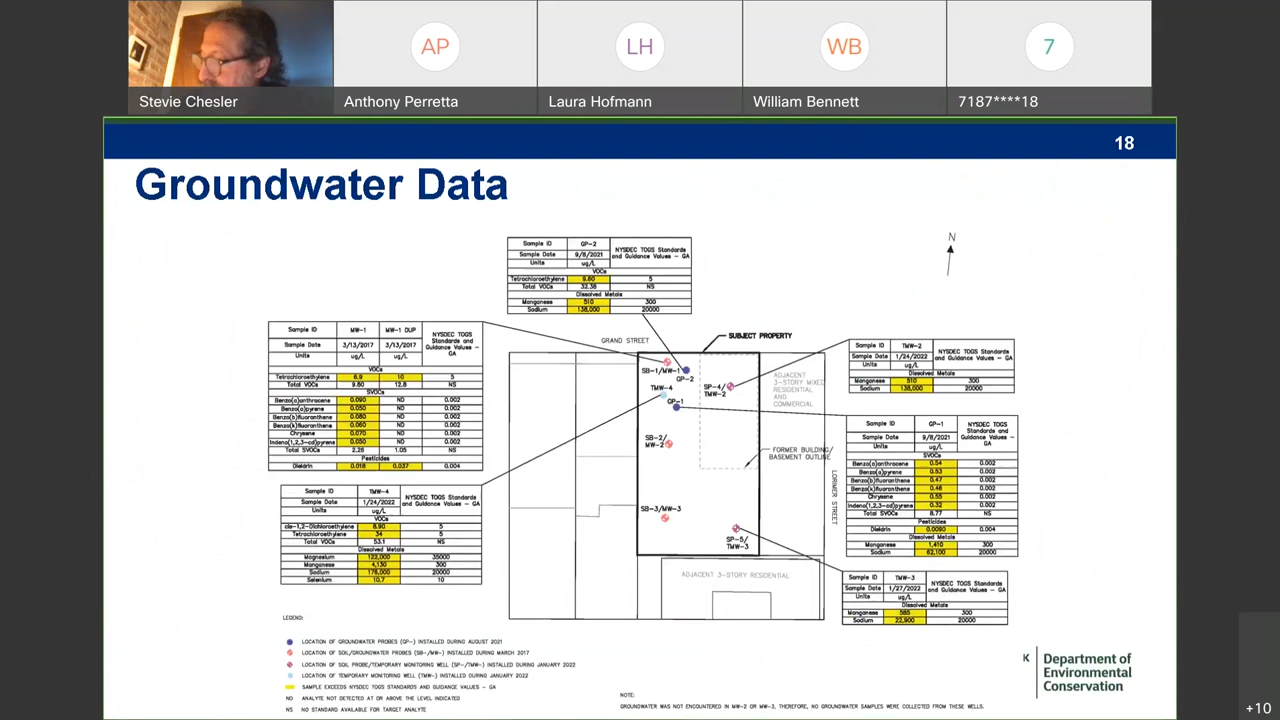 AP
LH
WB
7
Stevie Chesler
Anthony Perretta
Laura Hofmann
William Bennett
7187****18
18
Groundwater Data
N
Sample ID GP-2 NYSDEC TOGS Standards and Guidance Values - GA
Sample Date 9/8/2021
Units ug/L
VOCs
Tetrachloroethylene 9.60 5
Total VOCs 32.38 NS
Dissolved Metals
Manganese 510 300
Sodium 138,000 20000
Sample ID MW-1 MW-1 DUP NYSDEC TOGS Standards and Guidance Values - GA
Sample Date 3/13/2017 3/13/2017
Units ug/L ug/L
VOCs
Tetrachloroethylene 6.9 10 5
Total VOCs 9.80 12.8 NS
SVOCs
Benzo(a)anthracene 0.090 ND 0.002
Benzo(a)pyrene 0.050 ND 0.002
Benzo(b)fluoranthene 0.080 ND 0.002
Benzo(k)fluoranthene 0.060 ND 0.002
Chrysene 0.070 ND 0.002
Indeno(1,2,3-cd)pyrene 0.050 ND 0.002
Total SVOCs 2.26 1.05 NS
Pesticides
Dieldrin 0.018 0.037 0.004
Sample ID TMW-4 NYSDEC TOGS Standards and Guidance Values - GA
Sample Date 1/24/2022
Units ug/L
VOCs
cis-1,2-Dichloroethylene 8.90 5
Tetrachloroethylene 34 5
Total VOCs 53.1 NS
Dissolved Metals
Magnesium 122,000 35000
Manganese 4,130 300
Sodium 176,000 20000
Selenium 10.7 10
GRAND STREET
SUBJECT PROPERTY
SB-1/MW-1
GP-2
TMW-4
GP-1
SP-4/
TMW-2
ADJACENT
3-STORY MIXED
RESIDENTIAL
AND
COMMERCIAL
SB-2/
MW-2
FORMER BUILDING/
BASEMENT OUTLINE
LORIMER STREET
SB-3/MW-3
SP-5/
TMW-3
ADJACENT 3-STORY RESIDENTIAL
Sample ID TMW-2 NYSDEC TOGS Standards and Guidance Values - GA
Sample Date 1/24/2022
Units ug/L
Dissolved Metals
Manganese 510 300
Sodium 138,000 20000
Sample ID GP-1 NYSDEC TOGS Standards and Guidance Values - GA
Sample Date 9/8/2021
Units ug/L
SVOCs
Benzo(a)anthracene 0.54 0.002
Benzo(a)pyrene 0.53 0.002
Benzo(b)fluoranthene 0.47 0.002
Benzo(k)fluoranthene 0.46 0.002
Chrysene 0.55 0.002
Indeno(1,2,3-cd)pyrene 0.32 0.002
Total SVOCs 8.77 NS
Pesticides
Dieldrin 0.0090 0.004
Dissolved Metals
Manganese 1,410 300
Sodium 62,100 20000
Sample ID TMW-3 NYSDEC TOGS Standards and Guidance Values - GA
Sample Date 1/27/2022
Units ug/L
Dissolved Metals
Manganese 300
Sodium 22,900 20000
LEGEND:
LOCATION OF GROUNDWATER PROBES (GP-) INSTALLED DURING AUGUST 2021
LOCATION OF SOIL/GROUNDWATER PROBES (SB-/MW-) INSTALLED DURING MARCH 2017
LOCATION OF SOIL PROBE/TEMPORARY MONITORING WELL (SP-/TMW-) INSTALLED DURING JANUARY 2022
LOCATION OF TEMPORARY MONITORING WELL (TMW-) INSTALLED DURING JANUARY 2022
SAMPLE EXCEEDS NYSDEC TOGS STANDARDS AND GUIDANCE VALUES - GA
ND ANALYTE NOT DETECTED AT OR ABOVE THE LEVEL INDICATED
NS NO STANDARD AVAILABLE FOR TARGET ANALYTE
NOTE:
GROUNDWATER WAS NOT ENCOUNTERED IN MW-2 OR MW-3, THEREFORE, NO GROUNDWATER SAMPLES WERE COLLECTED FROM THESE WELLS.
K
Department of
Environmental
Conservation
+10